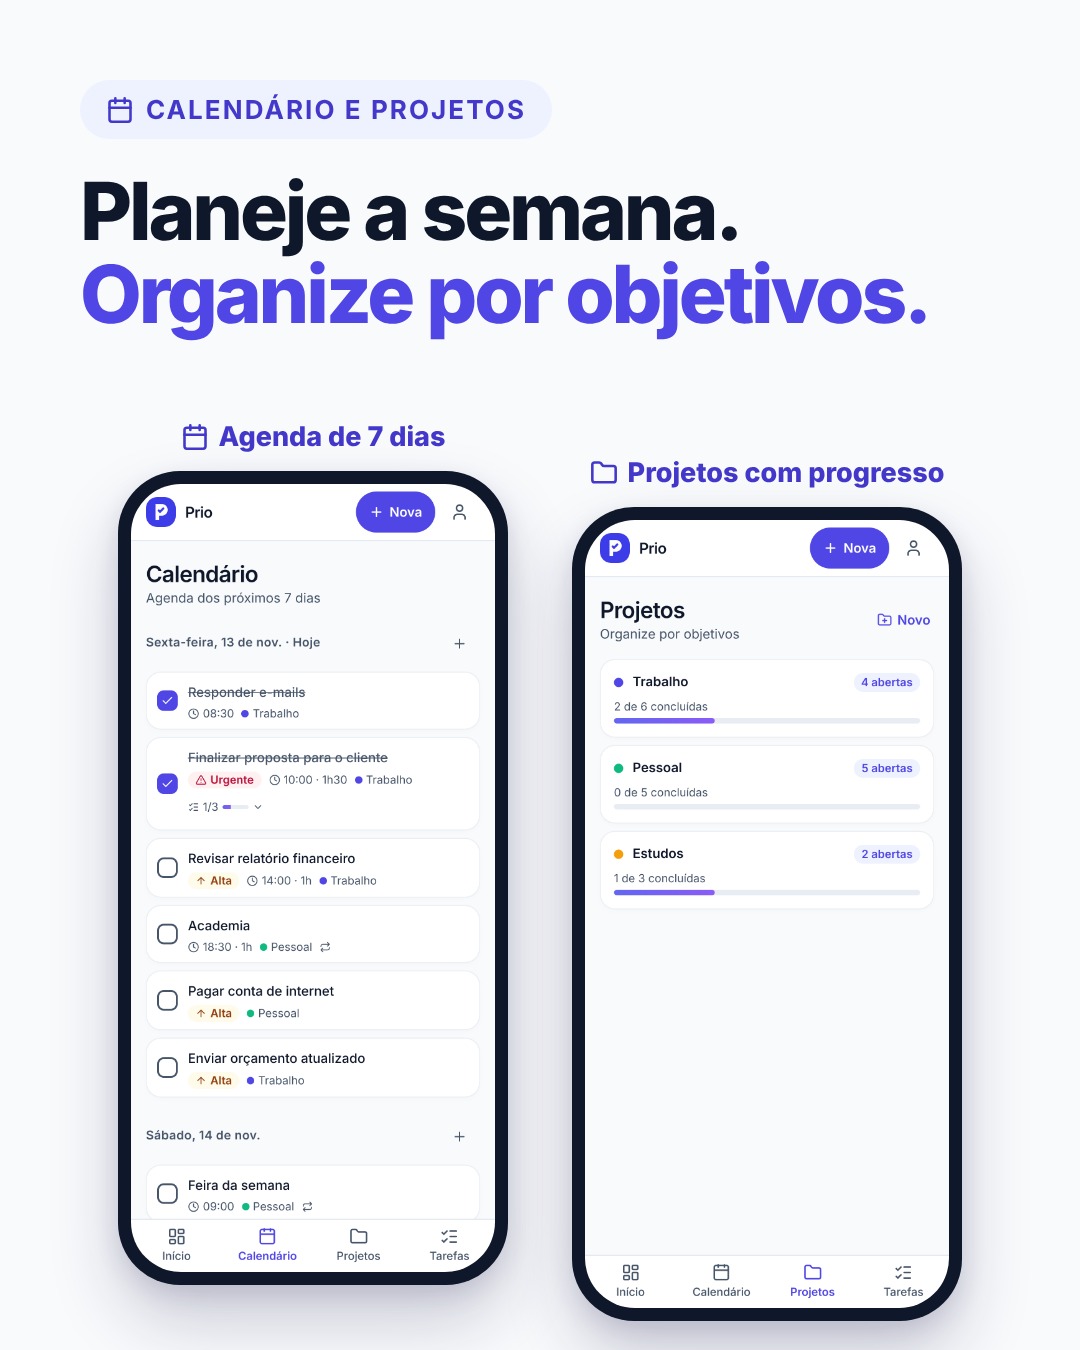 CALENDÁRIO E PROJETOS
Planeje a semana.
Organize por objetivos.
Agenda de 7 dias
Prio
Nova
Calendário
Agenda dos próximos 7 dias
Sexta-feira, 13 de nov. · Hoje
Responder e-mails
08:30 Trabalho
Finalizar proposta para o cliente
Urgente 10:00 · 1h30 Trabalho
1/3
Revisar relatório financeiro
Alta 14:00 · 1h Trabalho
Academia
18:30 · 1h Pessoal
Pagar conta de internet
Alta Pessoal
Enviar orçamento atualizado
Alta Trabalho
Sábado, 14 de nov.
Feira da semana
09:00 Pessoal
Início Calendário Projetos Tarefas
Projetos com progresso
Prio
Nova
Projetos
Organize por objetivos
Novo
Trabalho 4 abertas
2 de 6 concluídas
Pessoal 5 abertas
0 de 5 concluídas
Estudos 2 abertas
1 de 3 concluídas
Início Calendário Projetos Tarefas